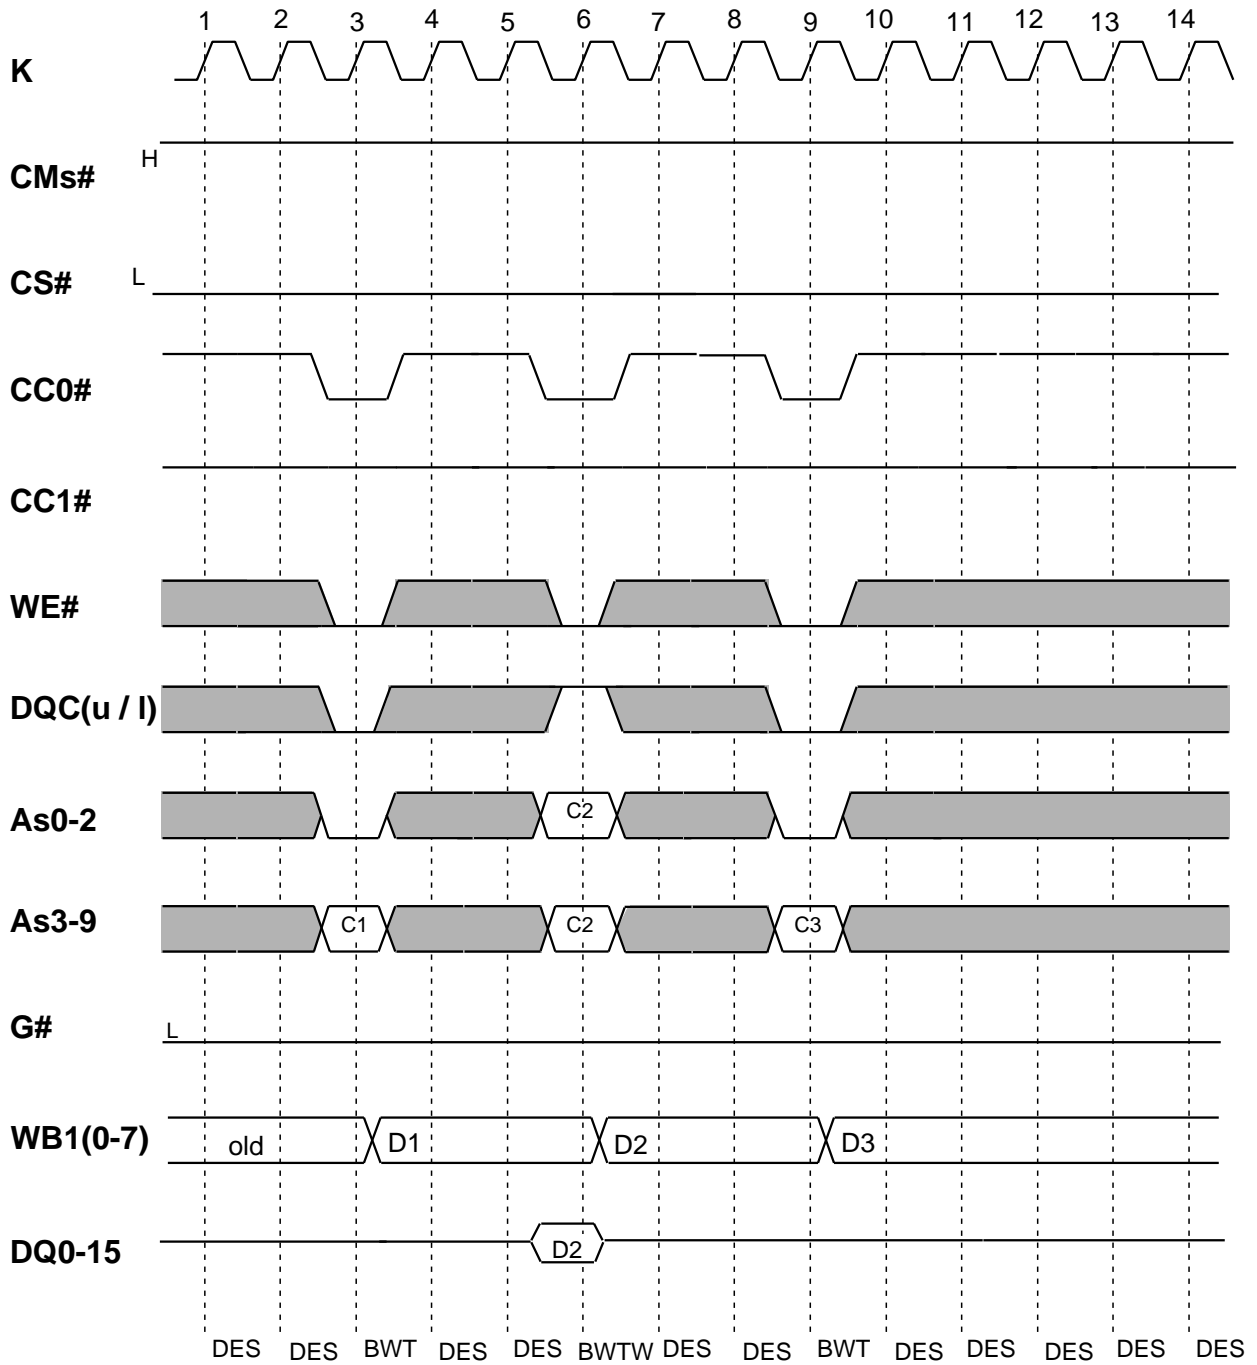 1 2 3 4 5 6 7 8 9 10 11 12 13 14
K
H
CMs#
CS# L
CC0#
CC1#
WE#
DQC(u / l)
As0-2 C2
As3-9 C1 C2 C3
G# L
WB1(0-7) old D1 D2 D3
DQ0-15 D2
DES DES BWT DES DES BWTW DES DES BWT DES DES DES DES DES